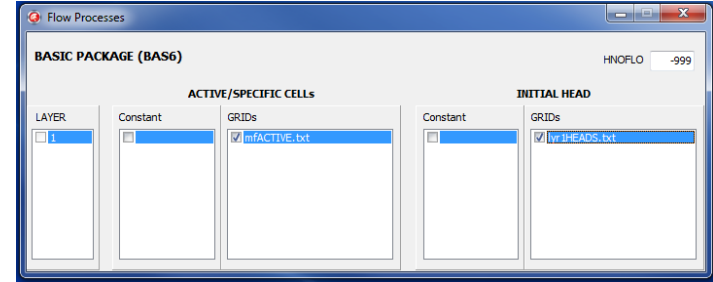 Flow Processes
BASIC PACKAGE (BAS6)
HNOFLO -999
ACTIVE/SPECIFIC CELLs INITIAL HEAD
LAYER Constant GRIDs Constant GRIDs
1 mfACTIVE.txt lyr1HEADS.txt